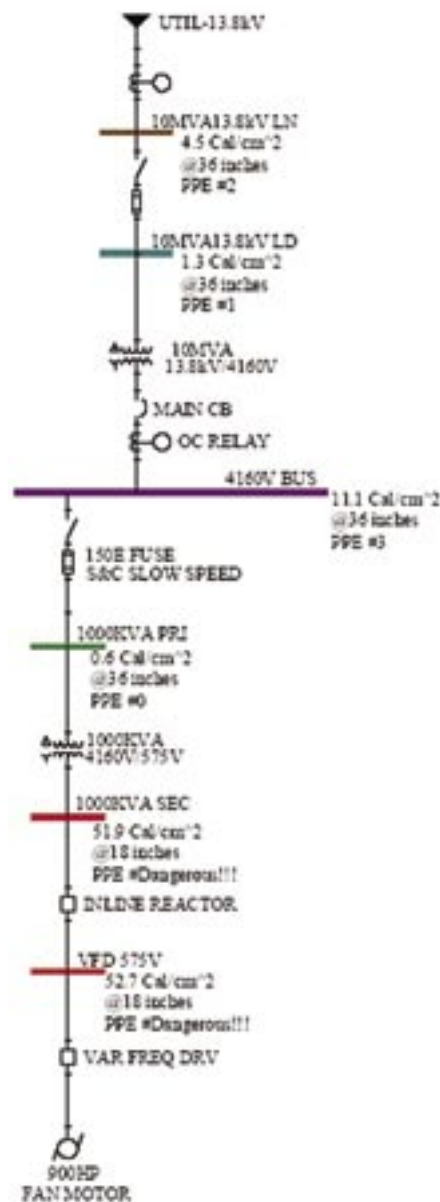 UTIL-13.8kV
10MVA13.8kV LN
4.5 Cal/cm^2
@36 inches
PPE #2
10MVA13.8kV LD
1.3 Cal/cm^2
@36 inches
PPE #1
10MVA
13.8kV/4160V
MAIN CB
OC RELAY
4160V BUS
11.1 Cal/cm^2
@36 inches
PPE #3
150E FUSE
S&C SLOW SPEED
1000KVA PRI
0.6 Cal/cm^2
@36 inches
PPE #0
1000KVA
4160V/575V
1000KVA SEC
51.9 Cal/cm^2
@18 inches
PPE #Dangerous!!!
INLINE REACTOR
VFD 575V
52.7 Cal/cm^2
@18 inches
PPE #Dangerous!!!
VAR FREQ DRV
900HP
FAN MOTOR